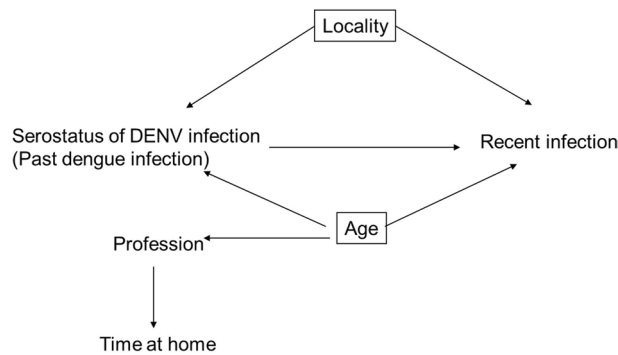 Locality
Serostatus of DENV infection
(Past dengue infection)
Recent infection
Age
Profession
Time at home